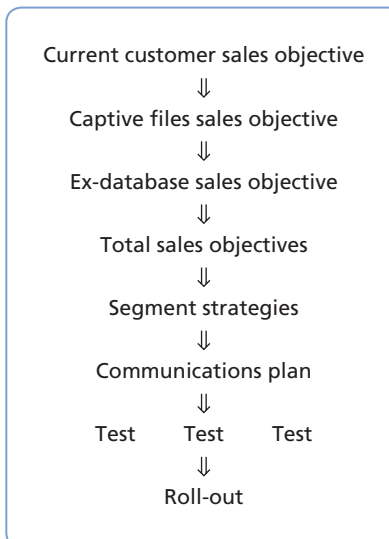 Current customer sales objective
⇓
Captive files sales objective
⇓
Ex-database sales objective
⇓
Total sales objectives
⇓
Segment strategies
⇓
Communications plan
⇓
Test Test Test
⇓
Roll-out